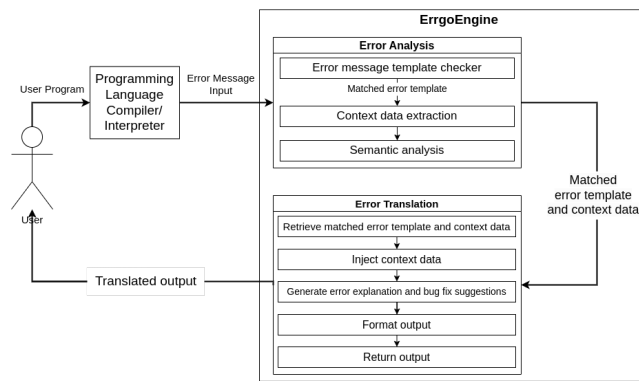 ErrgoEngine
Error Analysis
Error message template checker
Matched error template
Context data extraction
Semantic analysis
User Program
Programming
Language
Compiler/
Interpreter
Error Message
Input
User
Matched
error template
and context data
Error Translation
Retrieve matched error template and context data
Inject context data
Generate error explanation and bug fix suggestions
Format output
Return output
Translated output